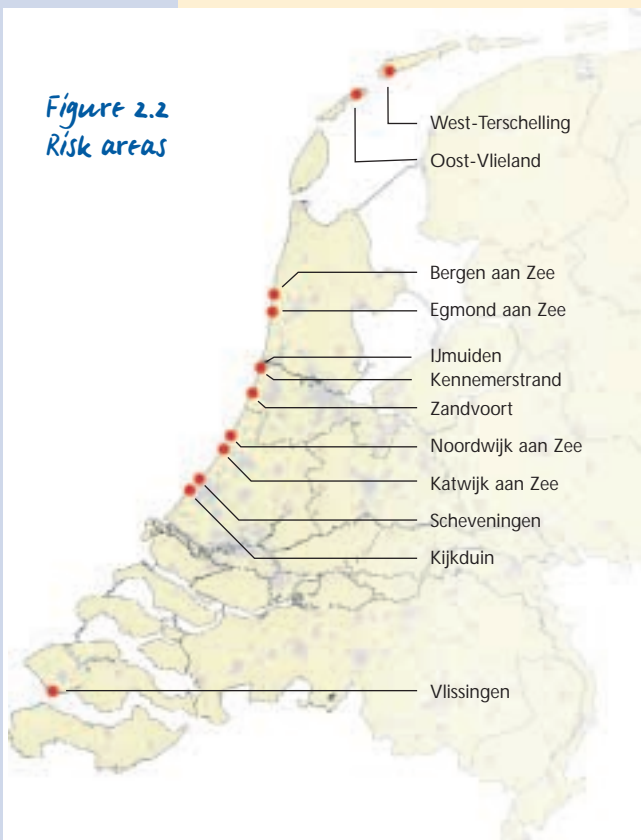 Figure 2.2
Risk areas
West-Terschelling
Oost-Vlieland
Bergen aan Zee
Egmond aan Zee
IJmuiden
Kennemerstrand
Zandvoort
Noordwijk aan Zee
Katwijk aan Zee
Scheveningen
Kijkduin
Vlissingen